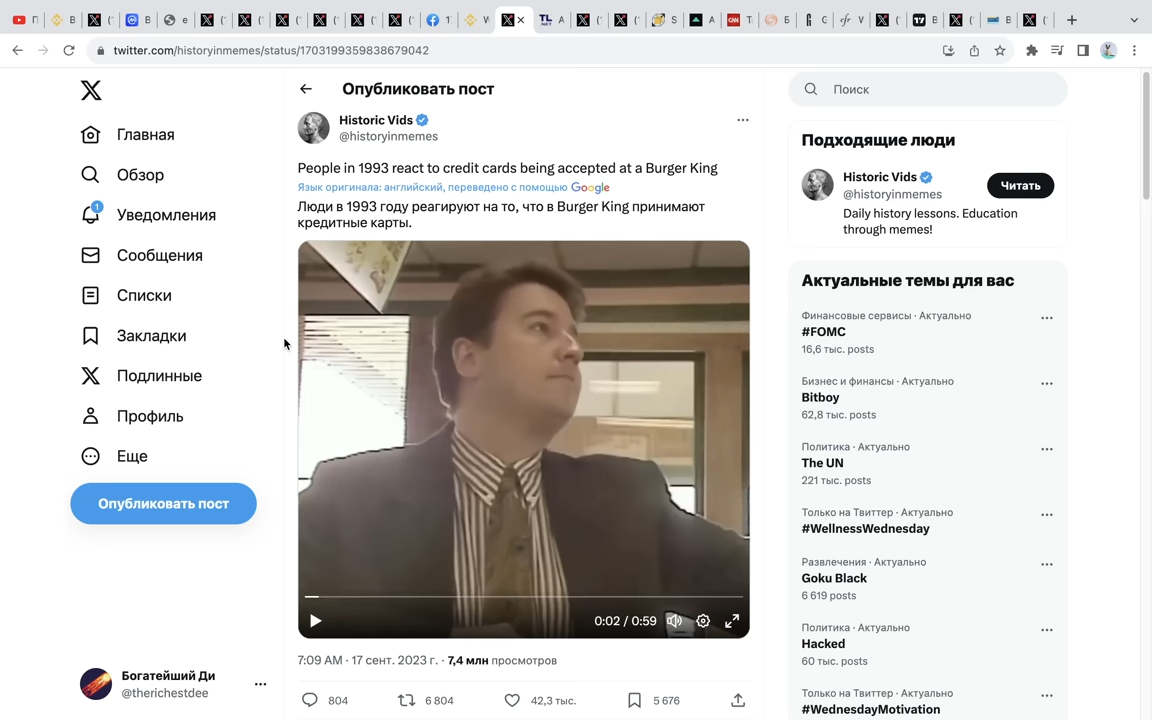 twitter.com/historyinmemes/status/1703199359838679042
Главная
Обзор
1
Уведомления
Сообщения
Списки
Закладки
Подлинные
Профиль
Еще
Опубликовать пост
Богатейший Ди
@therichestdee
Опубликовать пост
Historic Vids
@historyinmemes
People in 1993 react to credit cards being accepted at a Burger King
Язык оригинала: английский, переведено с помощью Google
Люди в 1993 году реагируют на то, что в Burger King принимают
кредитные карты.
0:02 / 0:59
7:09 AM · 17 сент. 2023 г. · 7,4 млн просмотров
804 6 804 42,3 тыс. 5 676
Поиск
Подходящие люди
Historic Vids
@historyinmemes
Читать
Daily history lessons. Education
through memes!
Актуальные темы для вас
Финансовые сервисы · Актуально
#FOMC
16,6 тыс. posts
Бизнес и финансы · Актуально
Bitboy
62,8 тыс. posts
Политика · Актуально
The UN
221 тыс. posts
Только на Твиттер · Актуально
#WellnessWednesday
Развлечения · Актуально
Goku Black
6 619 posts
Политика · Актуально
Hacked
60 тыс. posts
Только на Твиттер · Актуально
#WednesdayMotivation